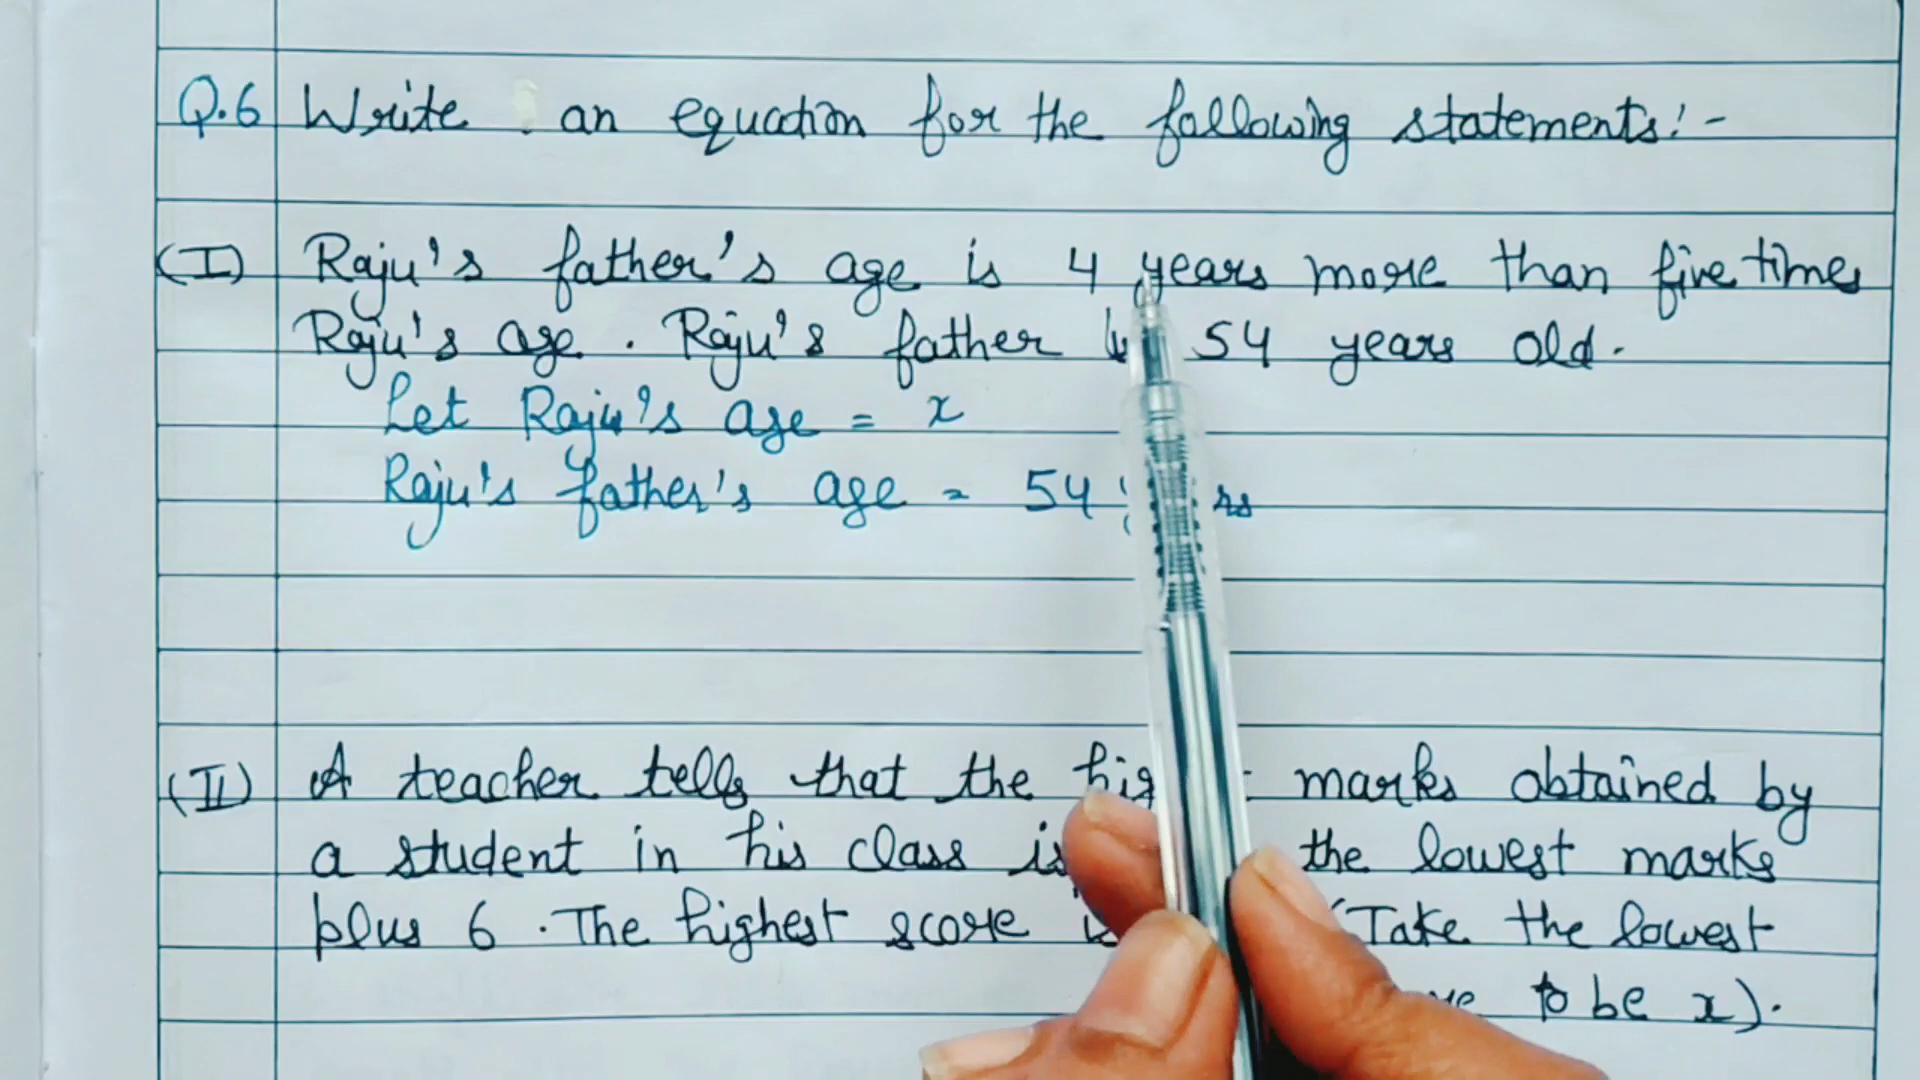 Q.6 Write an equation for the following statements:-
(I) Raju's father's age is 4 years more than five times
Raju's age. Raju's father 54 years old.
Let Raju's age = x
Raju's father's age = 54
(II) A teacher tells that the marks obtained by
a student in his class is the lowest marks
plus 6. The highest score is (Take the lowest
to be x).